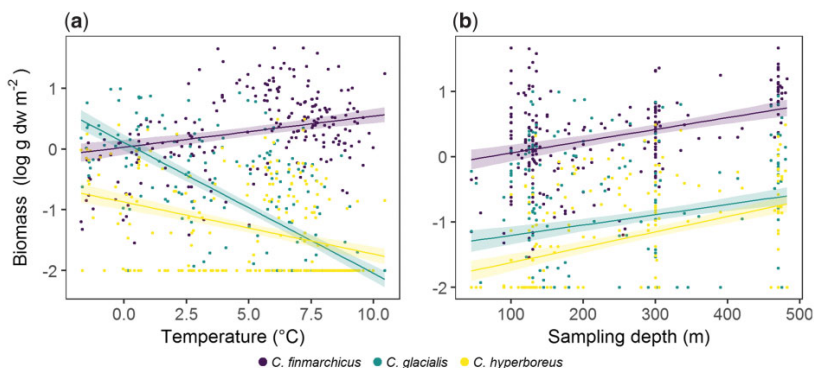 (a)
(b)
Biomass (log g dw m-2)
1
0
-1
-2
0.0 2.5 5.0 7.5 10.0
Temperature (°C)
1
0
-1
-2
100 200 300 400 500
Sampling depth (m)
C. finmarchicus C. glacialis C. hyperboreus